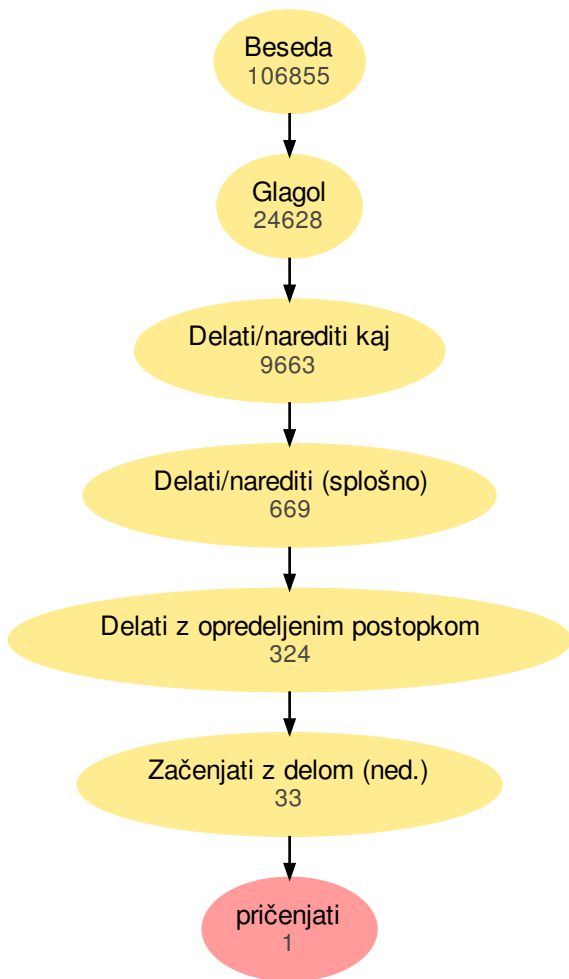 Beseda
106855
Glagol
24628
Delati/narediti kaj
9663
Delati/narediti (splošno)
669
Delati z opredeljenim postopkom
324
Začenjati z delom (ned.)
33
pričenjati
1